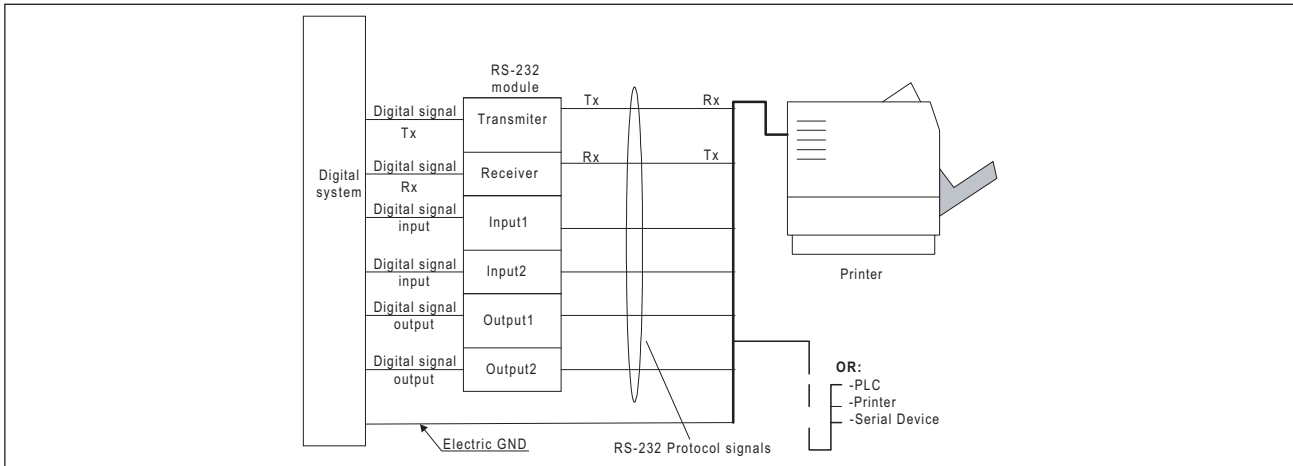 RS-232
module
Digital signal
Tx
Transmiter
Tx
Rx
Digital signal
Rx
Receiver
Rx
Tx
Digital
system
Digital signal
input
Input1
Digital signal
input
Input2
Digital signal
output
Output1
Digital signal
output
Output2
Electric GND
RS-232 Protocol signals
Printer
OR:
-PLC
-Printer
-Serial Device